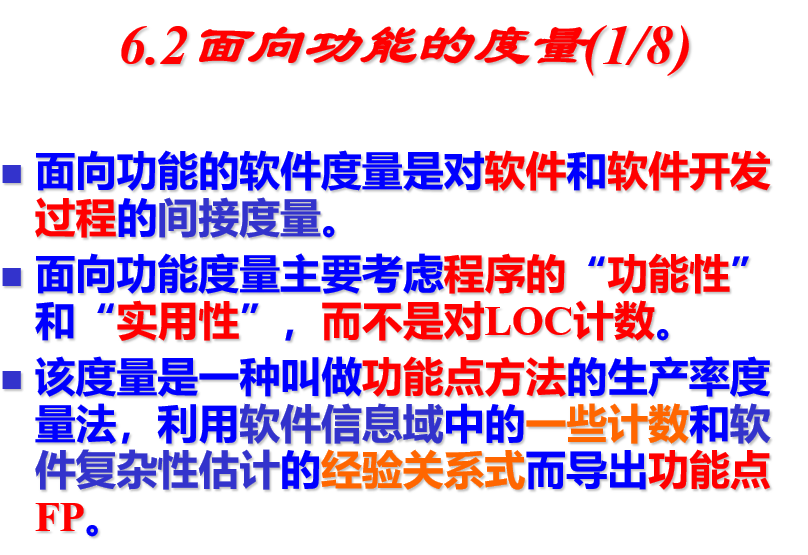 6.2面向功能的度量(1/8)
面向功能的软件度量是对软件和软件开发
过程的间接度量。
面向功能度量主要考虑程序的“功能性”
和“实用性”，而不是对LOC计数。
该度量是一种叫做功能点方法的生产率度
量法，利用软件信息域中的一些计数和软
件复杂性估计的经验关系式而导出功能点
FP。